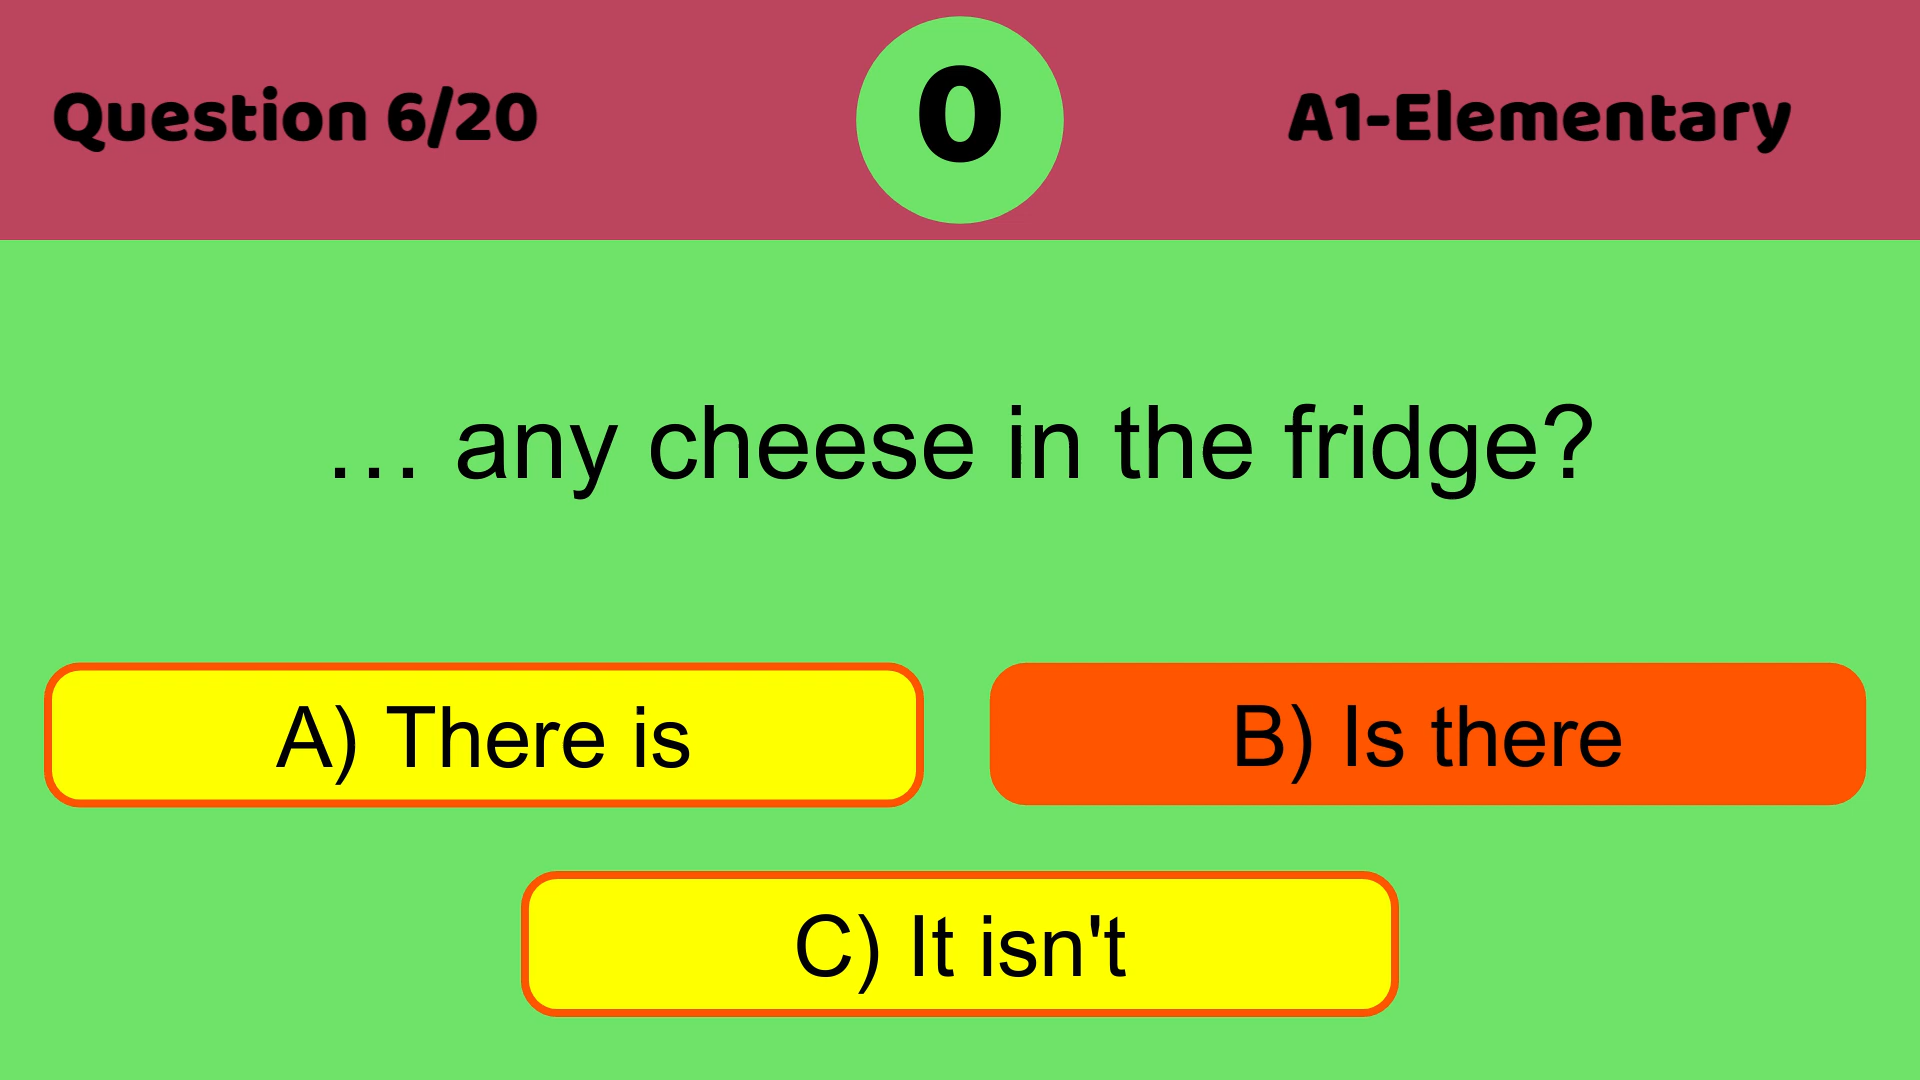 Question 6/20
0
A1-Elementary
... any cheese in the fridge?
A) There is
B) Is there
C) It isn't